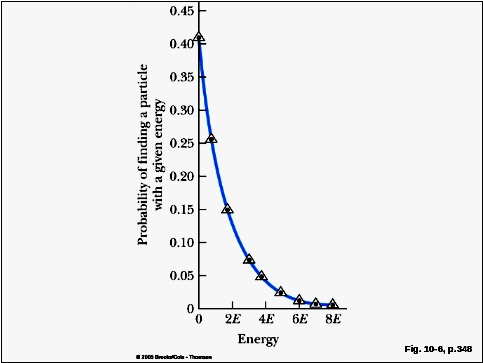 Probability of finding a particle
with a given energy
0.45
0.40
0.35
0.30
0.25
0.20
0.15
0.10
0.05
0
0 2E 4E 6E 8E
Energy
© 2005 Brooks/Cole - Thomson
Fig. 10-6, p.348